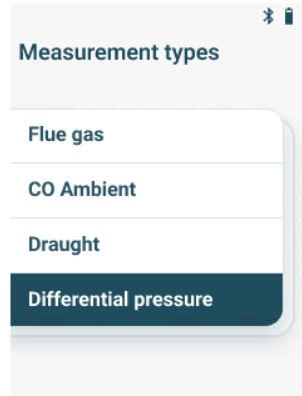 Measurement types
Flue gas
CO Ambient
Draught
Differential pressure